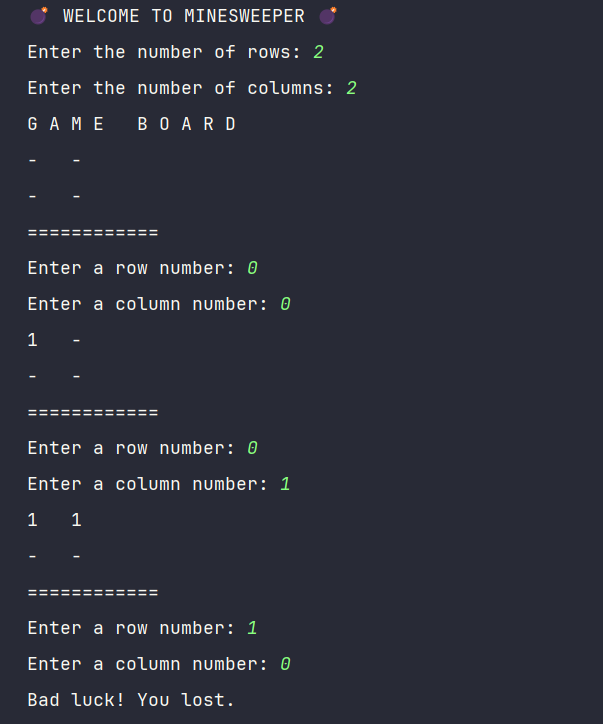 💣 WELCOME TO MINESWEEPER 💣
Enter the number of rows: 2
Enter the number of columns: 2
G A M E   B O A R D
-   -
-   -
============
Enter a row number: 0
Enter a column number: 0
1   -
-   -
============
Enter a row number: 0
Enter a column number: 1
1   1
-   -
============
Enter a row number: 1
Enter a column number: 0
Bad luck! You lost.